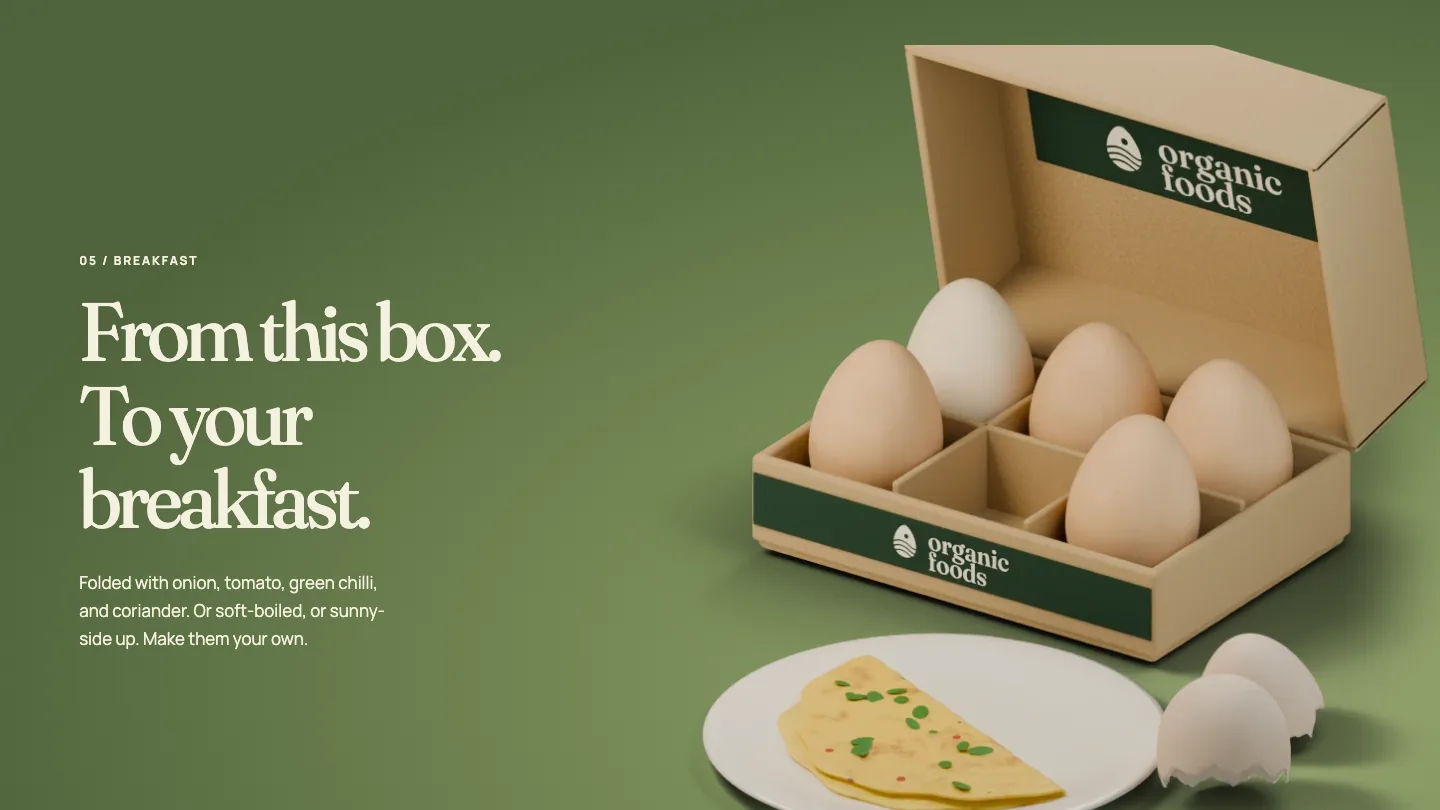 05 / BREAKFAST
From this box.
To your
breakfast.
Folded with onion, tomato, green chilli,
and coriander. Or soft-boiled, or sunny-
side up. Make them your own.
organic
foods
organic
foods